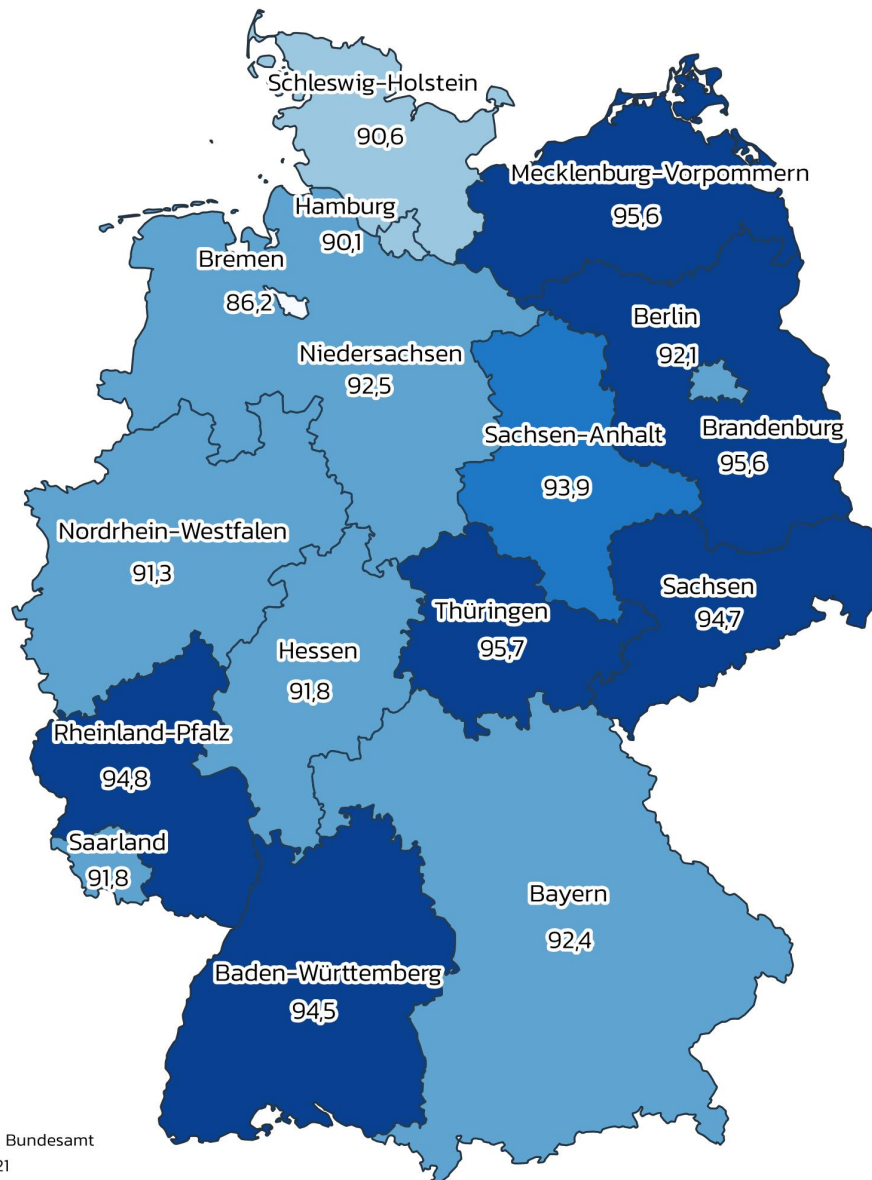 Schleswig-Holstein
90,6
Mecklenburg-Vorpommern
95,6
Hamburg
90,1
Bremen
86,2
Berlin
92,1
Niedersachsen
92,5
Brandenburg
95,6
Sachsen-Anhalt
93,9
Nordrhein-Westfalen
91,3
Sachsen
94,7
Thüringen
95,7
Hessen
91,8
Rheinland-Pfalz
94,8
Saarland
91,8
Bayern
92,4
Baden-Württemberg
94,5
Bundesamt
21